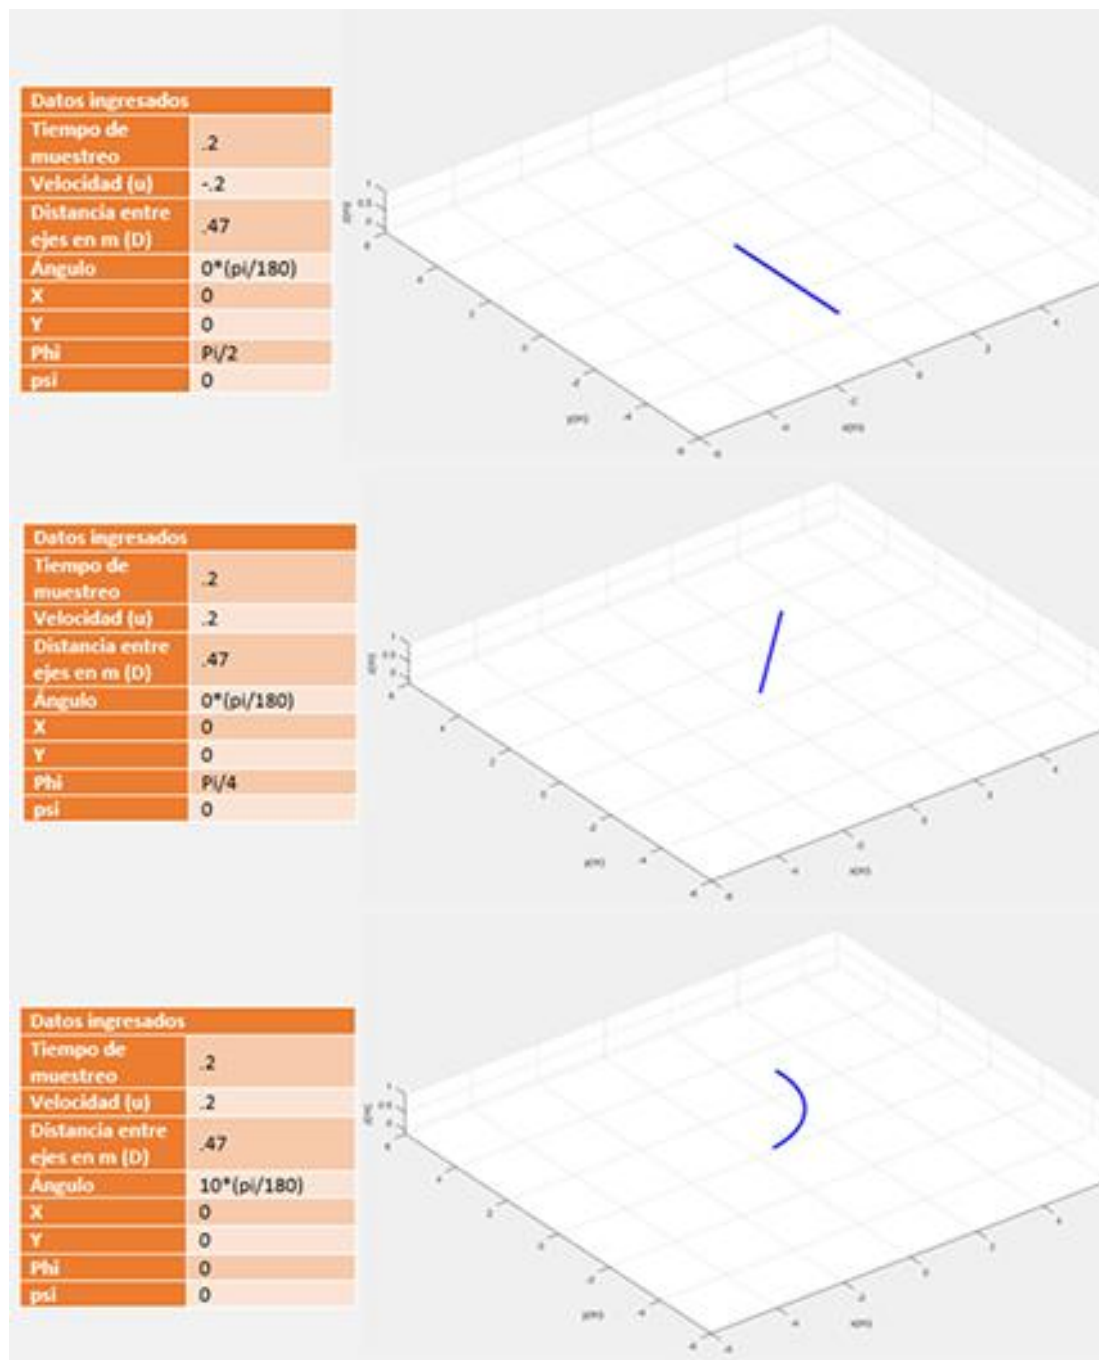 Datos ingresados
Tiempo de
muestreo
.2
Velocidad (u)
-.2
Distancia entre
ejes en m (D)
.47
Ángulo
0*(pi/180)
X
0
Y
0
Phi
Pi/2
psi
0
Datos ingresados
Tiempo de
muestreo
.2
Velocidad (u)
.2
Distancia entre
ejes en m (D)
.47
Ángulo
0*(pi/180)
X
0
Y
0
Phi
Pi/4
psi
0
Datos ingresados
Tiempo de
muestreo
.2
Velocidad (u)
.2
Distancia entre
ejes en m (D)
.47
Ángulo
10*(pi/180)
X
0
Y
0
Phi
0
psi
0